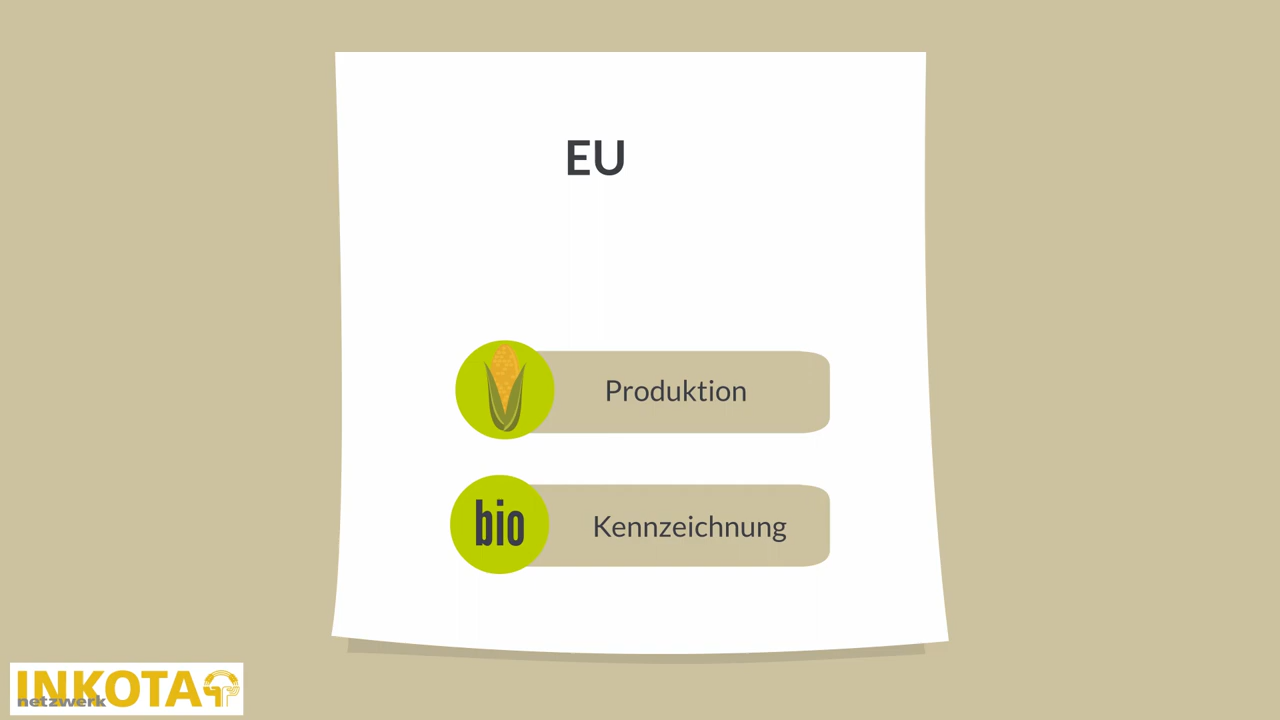 EU
Produktion
bio
Kennzeichnung
INKOTA
netzwerk